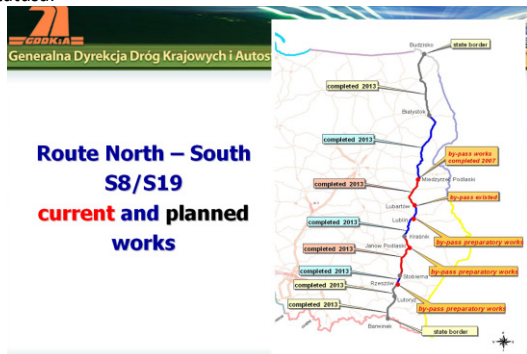 GDDKiA
Generalna Dyrekcja Dróg Krajowych i Autost
Route North – South
S8/S19
current and planned
works
Budzisko
state border
completed 2013
Białystok
completed 2013
by-pass works
completed 2007
Miedzyrzec Podlaski
completed 2013
by-pass existed
Lubartów
Lublin
completed 2013
by-pass preparatory works
Kraśnik
completed 2013
Janow Podlaski
by-pass preparatory works
completed 2013
Stobierna
Rzeszów
completed 2013
by-pass preparatory works
Lutoryż
completed 2013
Barwinek
state border